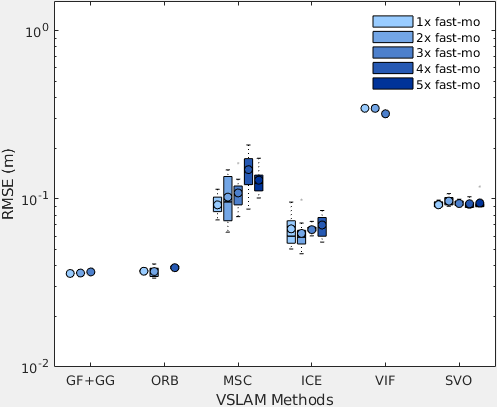 10^0
1x fast-mo
2x fast-mo
3x fast-mo
4x fast-mo
5x fast-mo
RMSE (m)
10^-1
10^-2
GF+GG ORB MSC ICE VIF SVO
VSLAM Methods